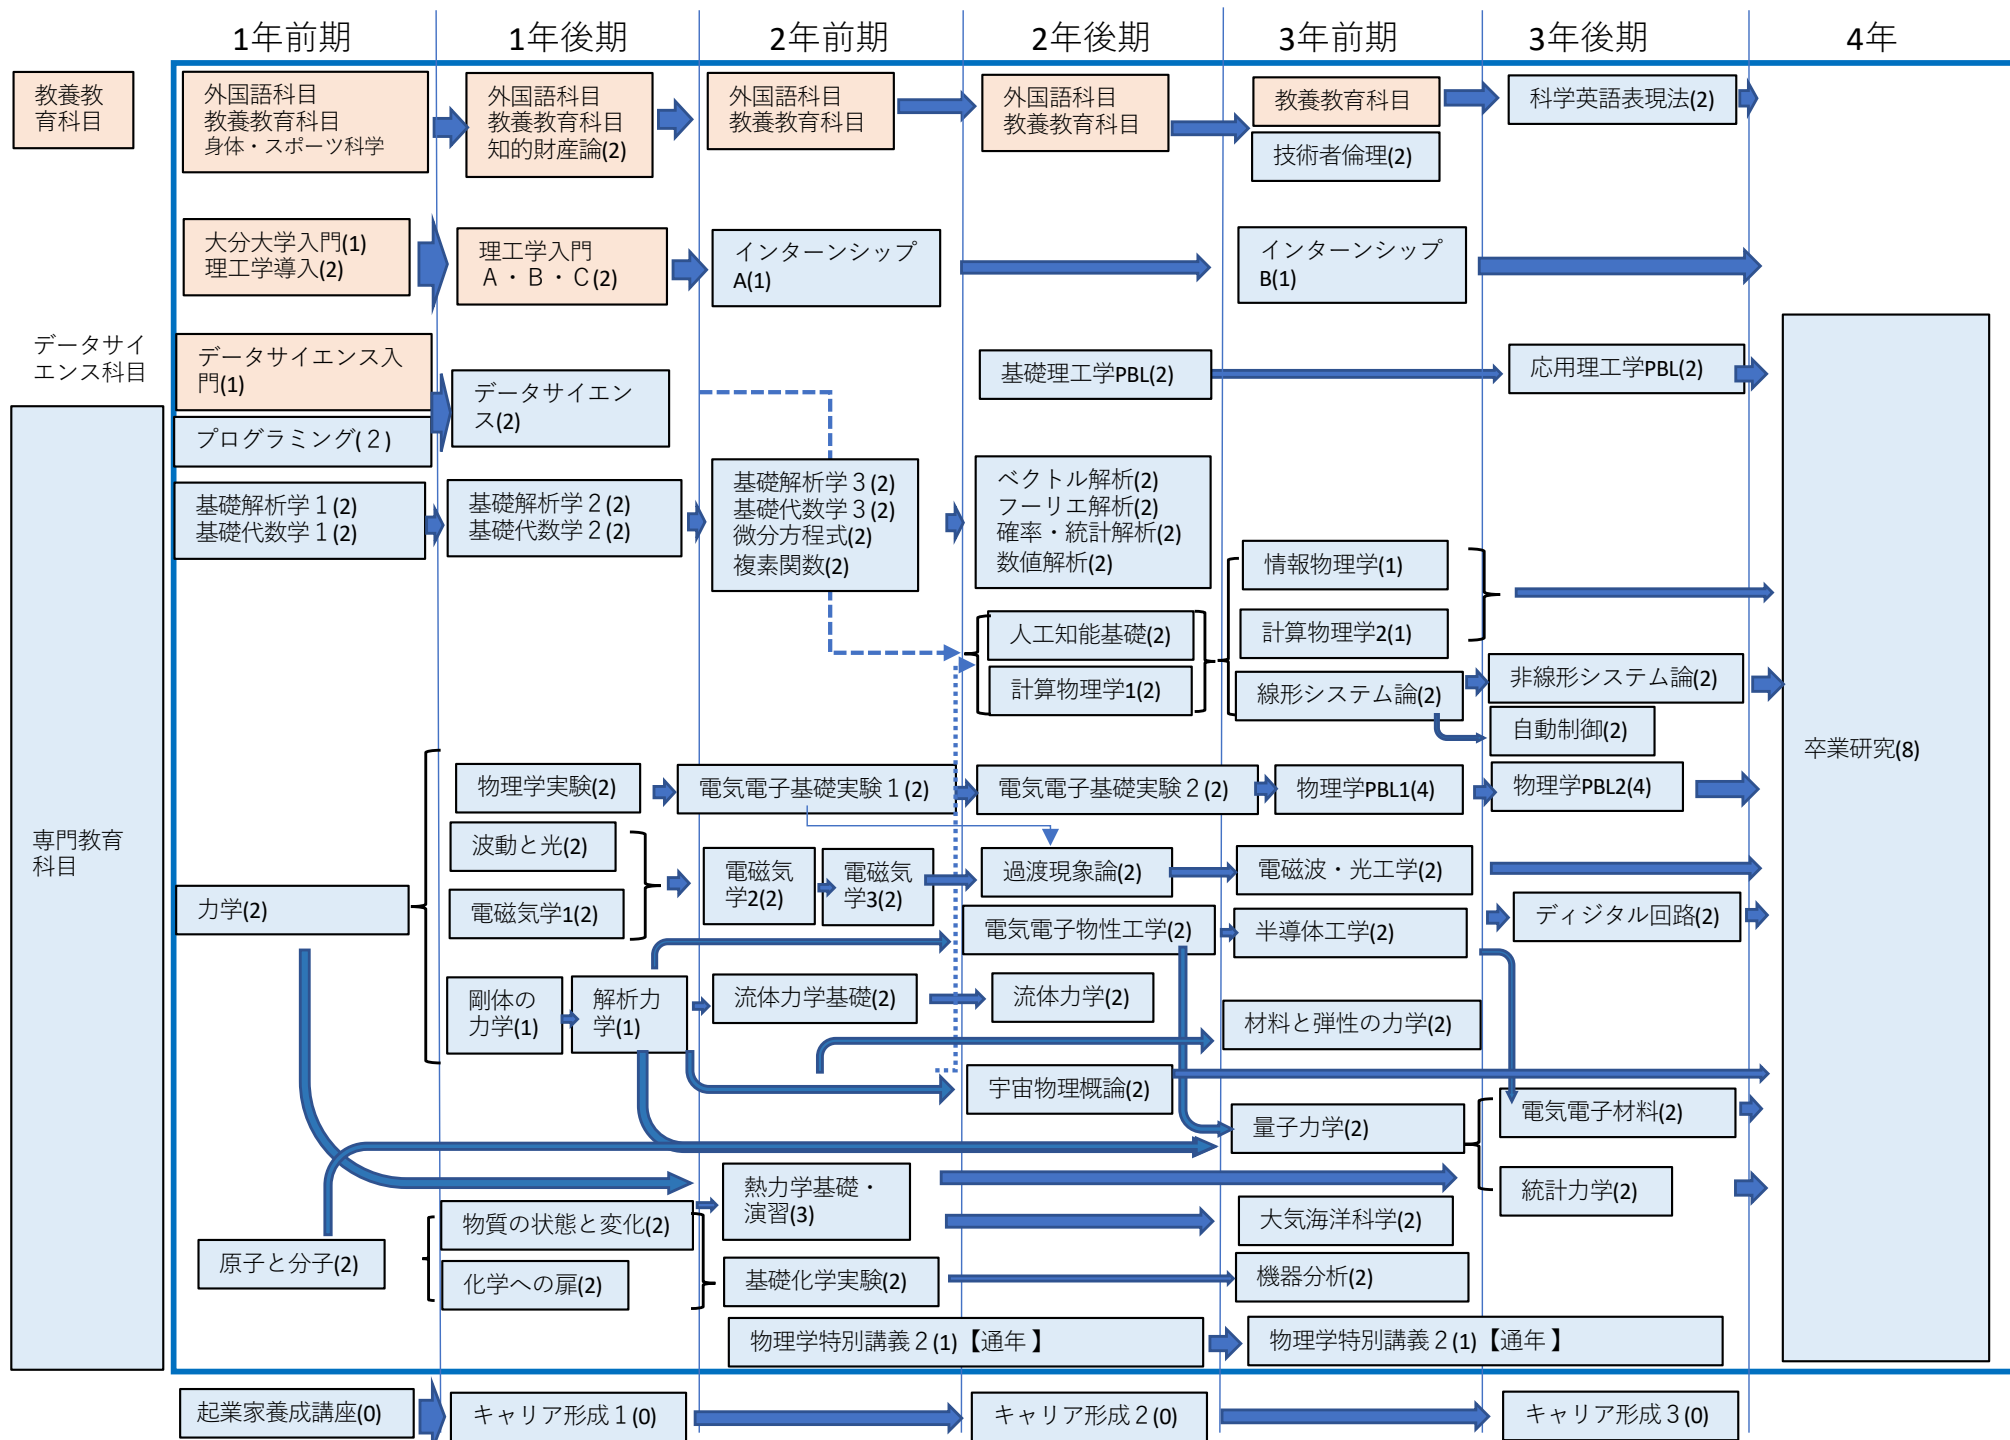 1年前期
1年後期
2年前期
2年後期
3年前期
3年後期
4年
教養教
育科目
外国語科目
教養教育科目
身体・スポーツ科学
外国語科目
教養教育科目
知的財産論(2)
外国語科目
教養教育科目
外国語科目
教養教育科目
教養教育科目
技術者倫理(2)
科学英語表現法(2)
大分大学入門(1)
理工学導入(2)
理工学入門
A・B・C(2)
インターンシップ
A(1)
インターンシップ
B(1)
データサイ
エンス科目
データサイエンス入
門(1)
プログラミング(２)
データサイエン
ス(2)
基礎理工学PBL(2)
応用理工学PBL(2)
専門教育
科目
基礎解析学１(2)
基礎代数学１(2)
基礎解析学２(2)
基礎代数学２(2)
基礎解析学３(2)
基礎代数学３(2)
微分方程式(2)
複素関数(2)
ベクトル解析(2)
フーリエ解析(2)
確率・統計解析(2)
数値解析(2)
情報物理学(1)
人工知能基礎(2)
計算物理学2(1)
計算物理学1(2)
線形システム論(2)
非線形システム論(2)
自動制御(2)
卒業研究(8)
物理学実験(2)
電気電子基礎実験１(2)
電気電子基礎実験２(2)
物理学PBL1(4)
物理学PBL2(4)
力学(2)
波動と光(2)
電磁気学1(2)
電磁気
学2(2)
電磁気
学3(2)
過渡現象論(2)
電磁波・光工学(2)
電気電子物性工学(2)
半導体工学(2)
ディジタル回路(2)
剛体の
力学(1)
解析力
学(1)
流体力学基礎(2)
流体力学(2)
材料と弾性の力学(2)
宇宙物理概論(2)
量子力学(2)
電気電子材料(2)
統計力学(2)
熱力学基礎・
演習(3)
原子と分子(2)
物質の状態と変化(2)
化学への扉(2)
大気海洋科学(2)
基礎化学実験(2)
機器分析(2)
物理学特別講義２(1)【通年】
物理学特別講義２(1)【通年】
起業家養成講座(0)
キャリア形成１(0)
キャリア形成２(0)
キャリア形成３(0)